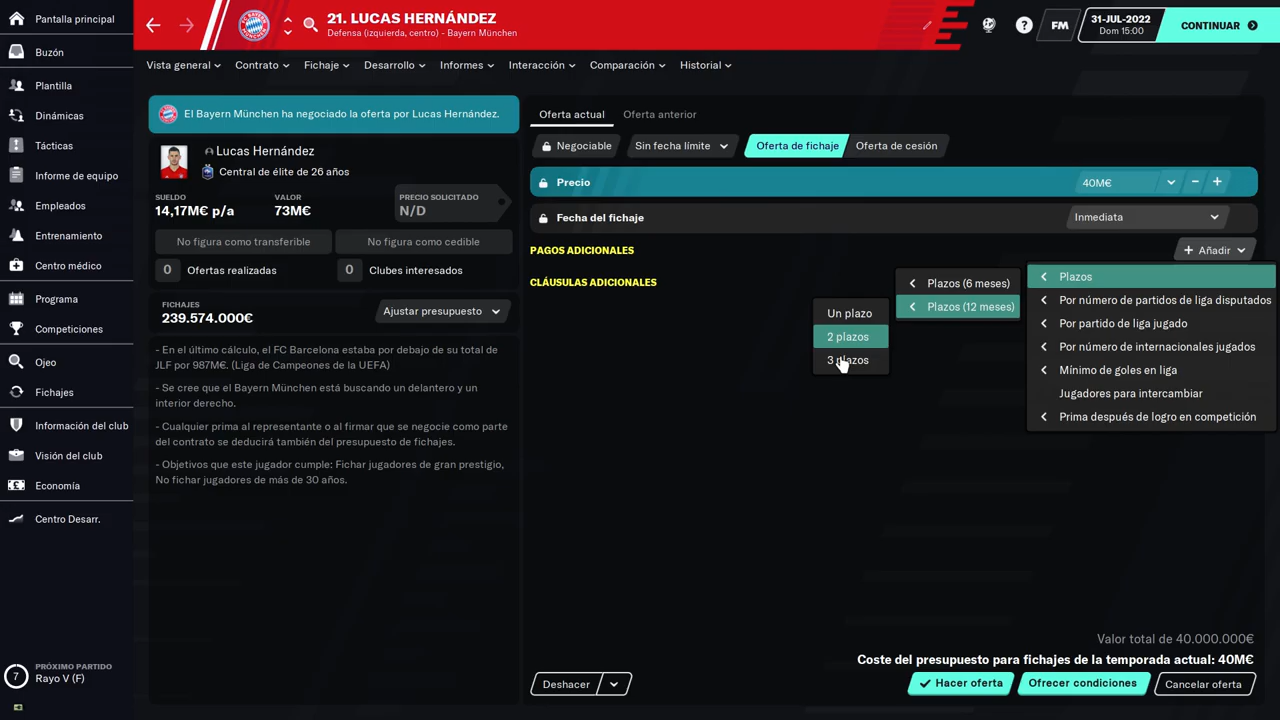 Pantalla principal
21. LUCAS HERNÁNDEZ
Defensa (izquierda, centro) - Bayern München
FM
31-JUL-2022
Dom 15:00
CONTINUAR
Buzón
Plantilla
Dinámicas
Tácticas
Informe de equipo
Empleados
Entrenamiento
Centro médico
Programa
Competiciones
Ojeo
Fichajes
Información del club
Visión del club
Economía
Centro Desarr.
7
PRÓXIMO PARTIDO
Rayo V (F)
Vista general
Contrato
Fichaje
Desarrollo
Informes
Interacción
Comparación
Historial
El Bayern München ha negociado la oferta por Lucas Hernández.
Lucas Hernández
Central de élite de 26 años
SUELDO
14,17M€ p/a
VALOR
73M€
PRECIO SOLICITADO
N/D
No figura como transferible
No figura como cedible
0 Ofertas realizadas
0 Clubes interesados
FICHAJES
239.574.000€
Ajustar presupuesto
- En el último cálculo, el FC Barcelona estaba por debajo de su total de
JLF por 987M€. (Liga de Campeones de la UEFA)
- Se cree que el Bayern München está buscando un delantero y un
interior derecho.
- Cualquier prima al representante o al firmar que se negocie como parte
del contrato se deducirá también del presupuesto de fichajes.
- Objetivos que este jugador cumple: Fichar jugadores de gran prestigio,
No fichar jugadores de más de 30 años.
Oferta actual
Oferta anterior
Negociable
Sin fecha límite
Oferta de fichaje
Oferta de cesión
Precio
40M€
Fecha del fichaje
Inmediata
PAGOS ADICIONALES
+ Añadir
CLÁUSULAS ADICIONALES
Plazos
Por número de partidos de liga disputados
Por partido de liga jugado
Por número de internacionales jugados
Mínimo de goles en liga
Jugadores para intercambiar
Prima después de logro en competición
Plazos (6 meses)
Plazos (12 meses)
Un plazo
2 plazos
3 plazos
Valor total de 40.000.000€
Coste del presupuesto para fichajes de la temporada actual: 40M€
Deshacer
Hacer oferta
Ofrecer condiciones
Cancelar oferta